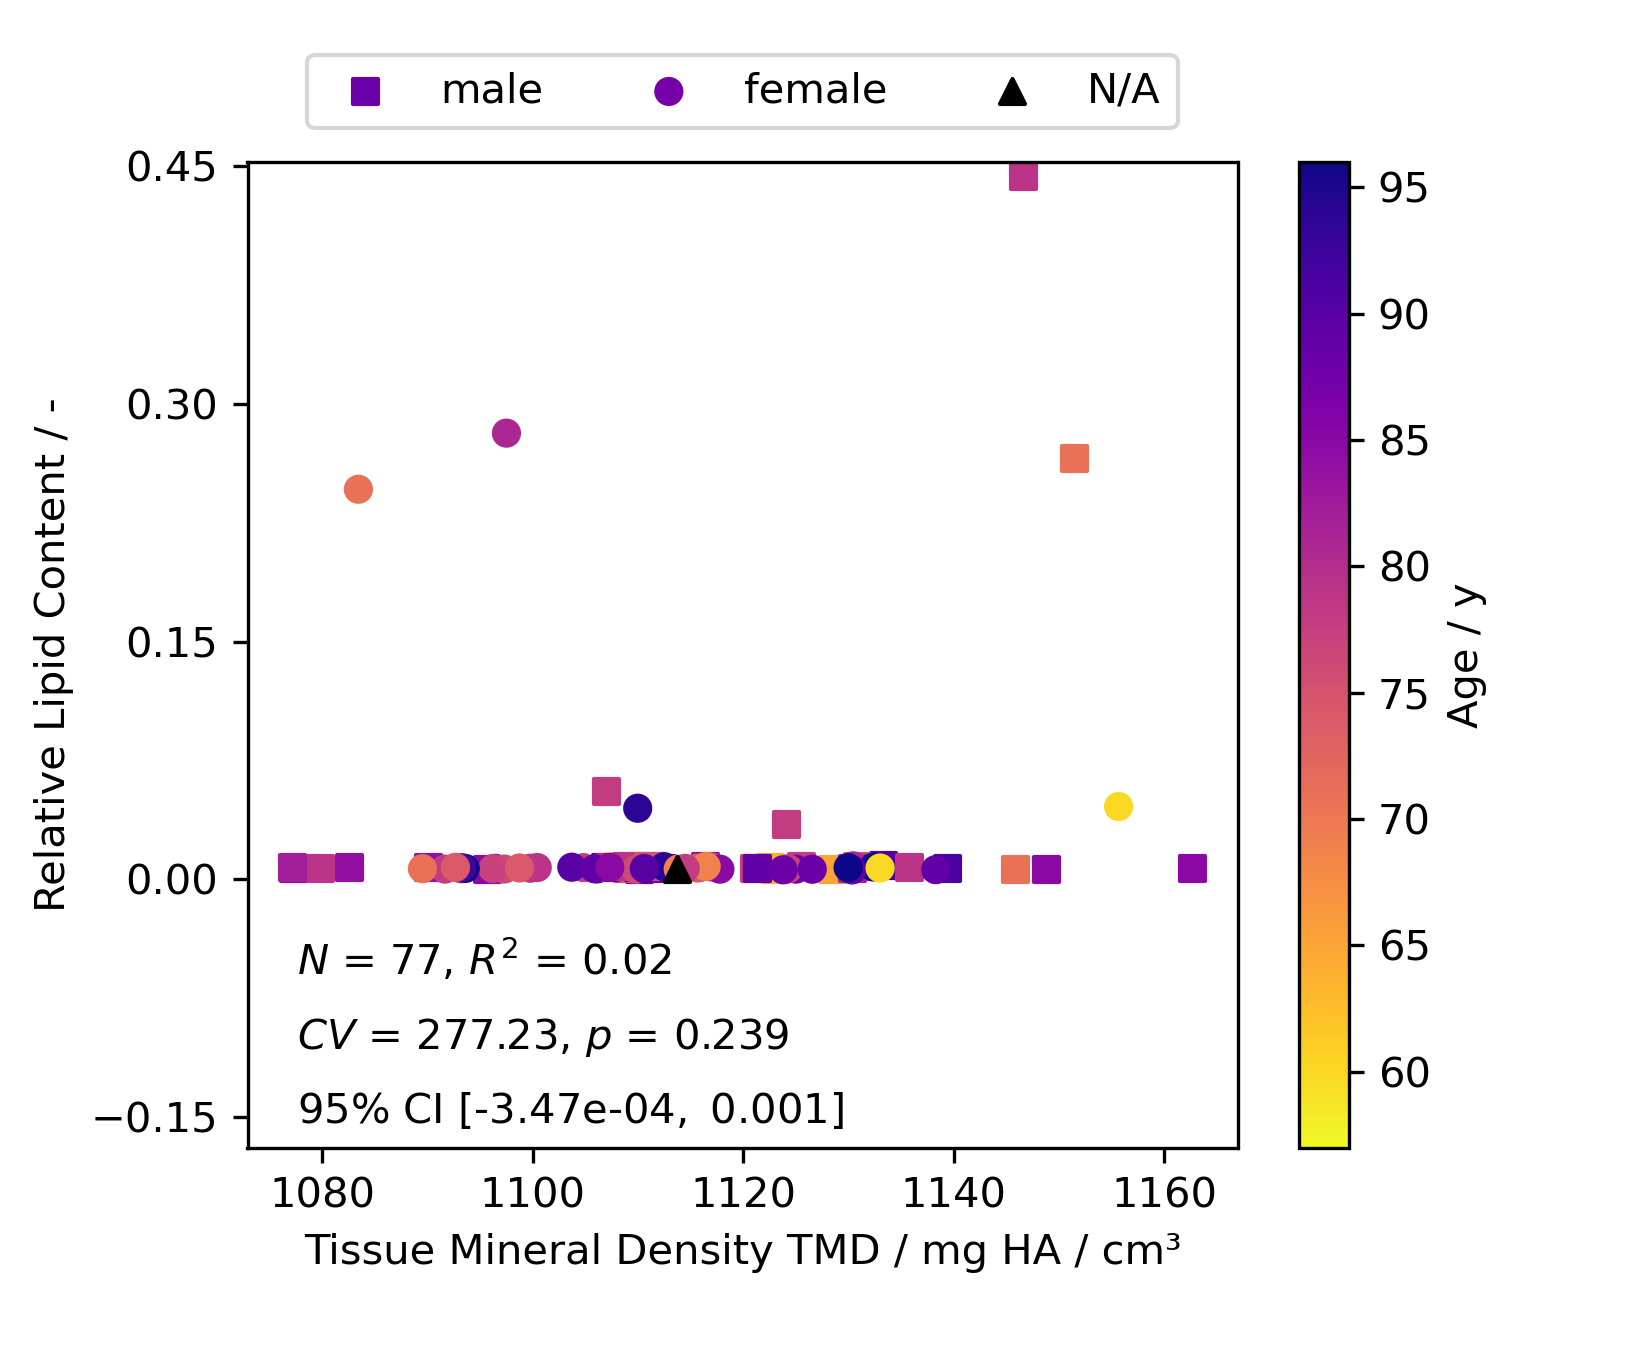 male female N/A
0.45
0.30
0.15
0.00
−0.15
Relative Lipid Content / -
N = 77, R² = 0.02
CV = 277.23, p = 0.239
95% CI [-3.47e-04, 0.001]
1080 1100 1120 1140 1160
Tissue Mineral Density TMD / mg HA / cm³
95
90
85
80
75
70
65
60
Age / y